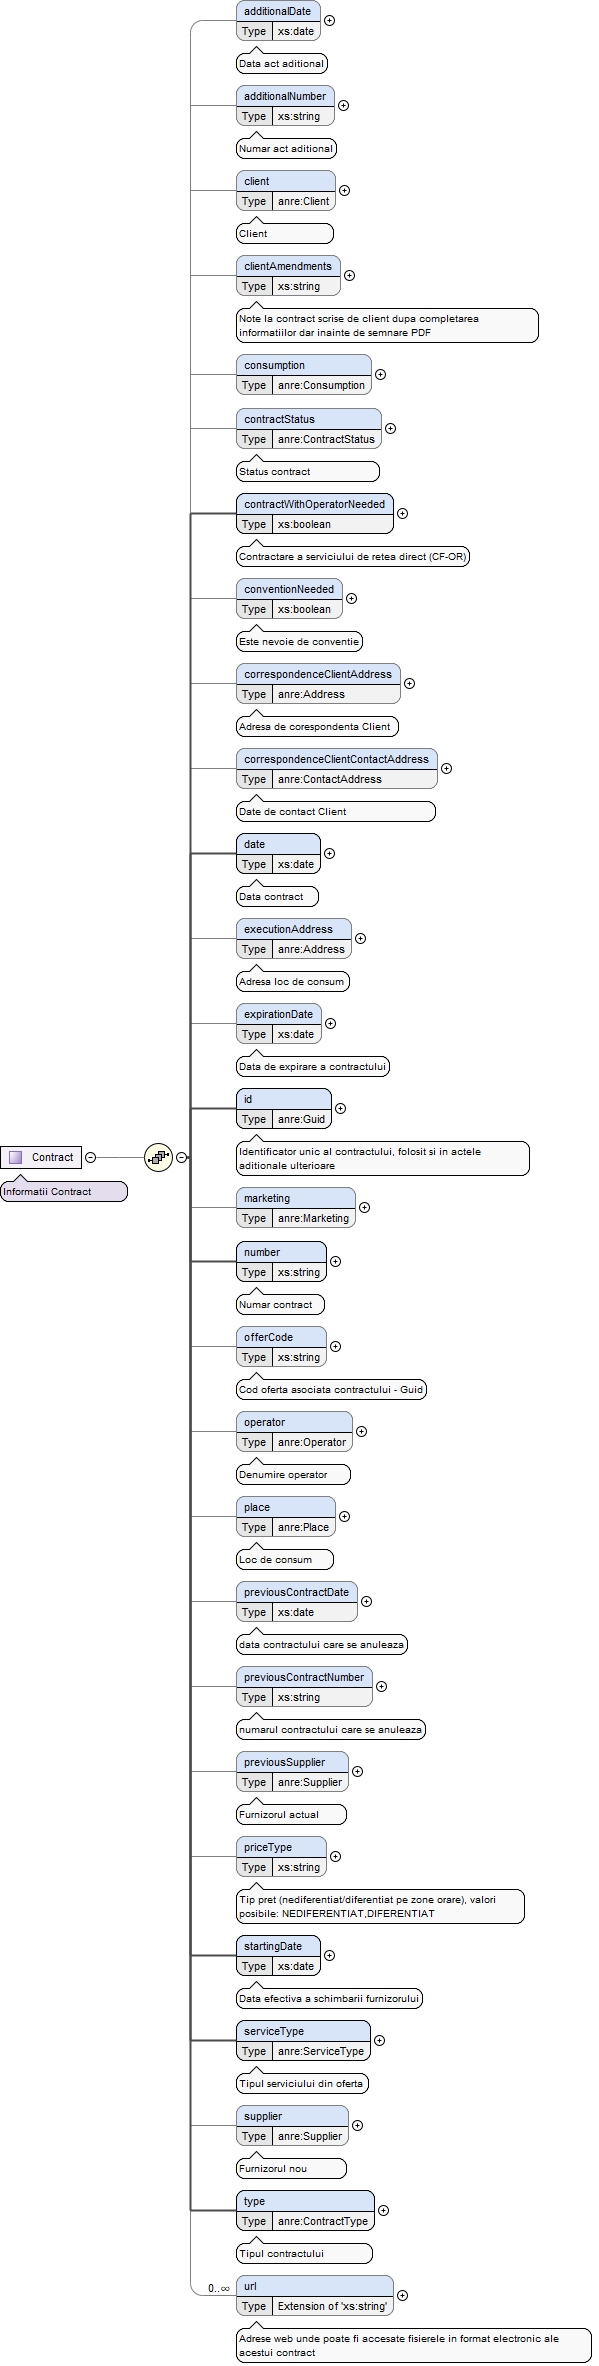 additionalDate
Type xs:date
Data act aditional
additionalNumber
Type xs:string
Numar act aditional
client
Type anre:Client
Client
clientAmendments
Type xs:string
Note la contract scrise de client dupa completarea
informatiilor dar inainte de semnare PDF
consumption
Type anre:Consumption
contractStatus
Type anre:ContractStatus
Status contract
contractWithOperatorNeeded
Type xs:boolean
Contractare a serviciului de retea direct (CF-OR)
conventionNeeded
Type xs:boolean
Este nevoie de conventie
correspondenceClientAddress
Type anre:Address
Adresa de corespondenta Client
correspondenceClientContactAddress
Type anre:ContactAddress
Date de contact Client
date
Type xs:date
Data contract
executionAddress
Type anre:Address
Adresa loc de consum
expirationDate
Type xs:date
Data de expirare a contractului
id
Type anre:Guid
Identificator unic al contractului, folosit si in actele
aditionale ulterioare
Contract
Informatii Contract
marketing
Type anre:Marketing
number
Type xs:string
Numar contract
offerCode
Type xs:string
Cod oferta asociata contractului - Guid
operator
Type anre:Operator
Denumire operator
place
Type anre:Place
Loc de consum
previousContractDate
Type xs:date
data contractului care se anuleaza
previousContractNumber
Type xs:string
numarul contractului care se anuleaza
previousSupplier
Type anre:Supplier
Furnizorul actual
priceType
Type xs:string
Tip pret (nediferentiat/diferentiat pe zone orare), valori
posibile: NEDIFERENTIAT,DIFERENTIAT
startingDate
Type xs:date
Data efectiva a schimbarii furnizorului
serviceType
Type anre:ServiceType
Tipul serviciului din oferta
supplier
Type anre:Supplier
Furnizorul nou
type
Type anre:ContractType
Tipul contractului
0..∞
url
Type Extension of 'xs:string'
Adrese web unde poate fi accesate fisierele in format electronic ale
acestui contract